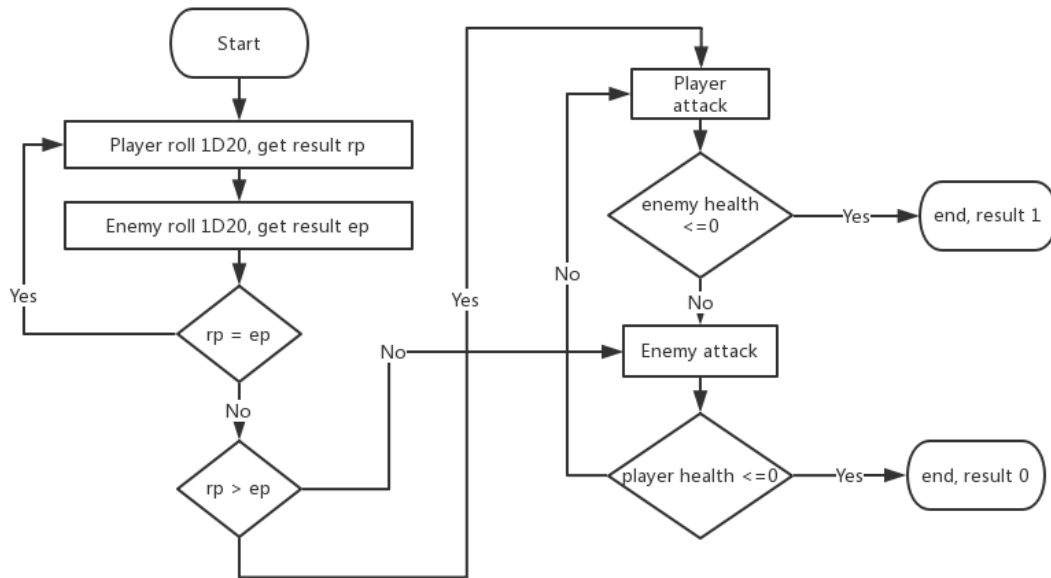 Start
Player roll 1D20, get result rp
Enemy roll 1D20, get result ep
Yes
rp = ep
No
rp > ep
No
Yes
Player
attack
enemy health
<=0
Yes
end, result 1
No
No
Enemy attack
player health <=0
Yes
end, result 0